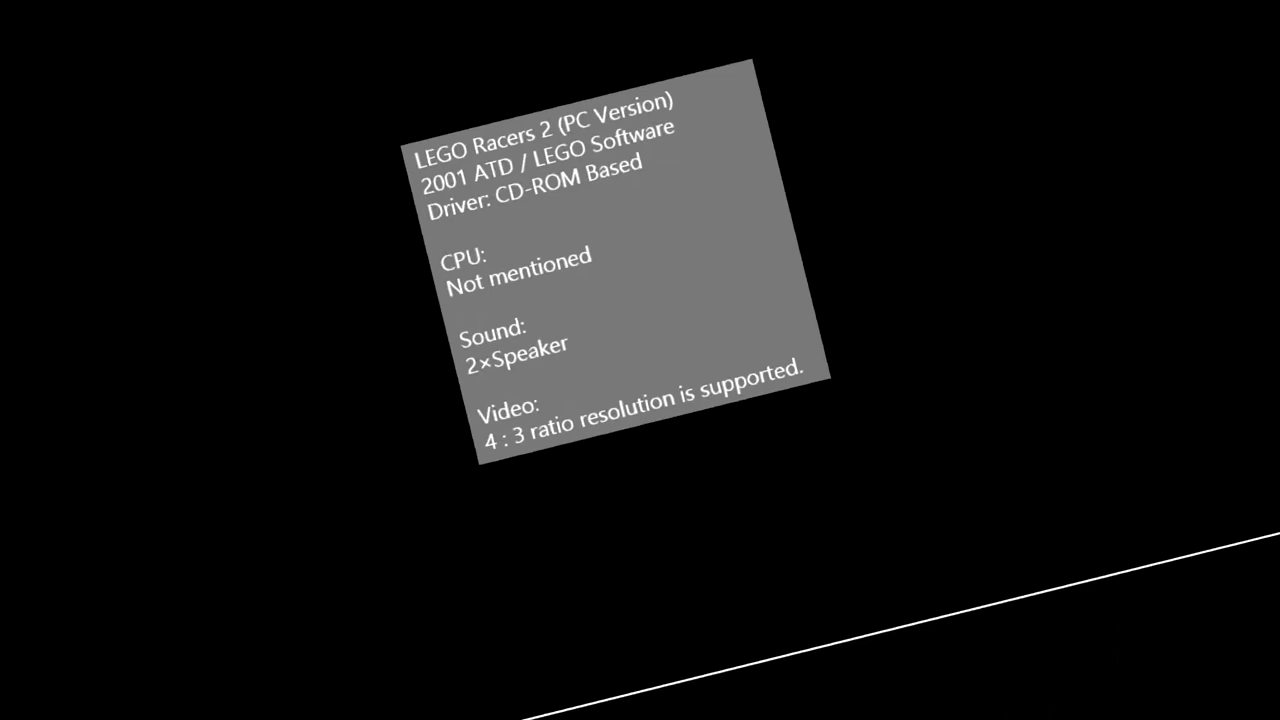 LEGO Racers 2 (PC Version)
2001 ATD / LEGO Software
Driver: CD-ROM Based
CPU:
Not mentioned
Sound:
2×Speaker
Video:
4 : 3 ratio resolution is supported.